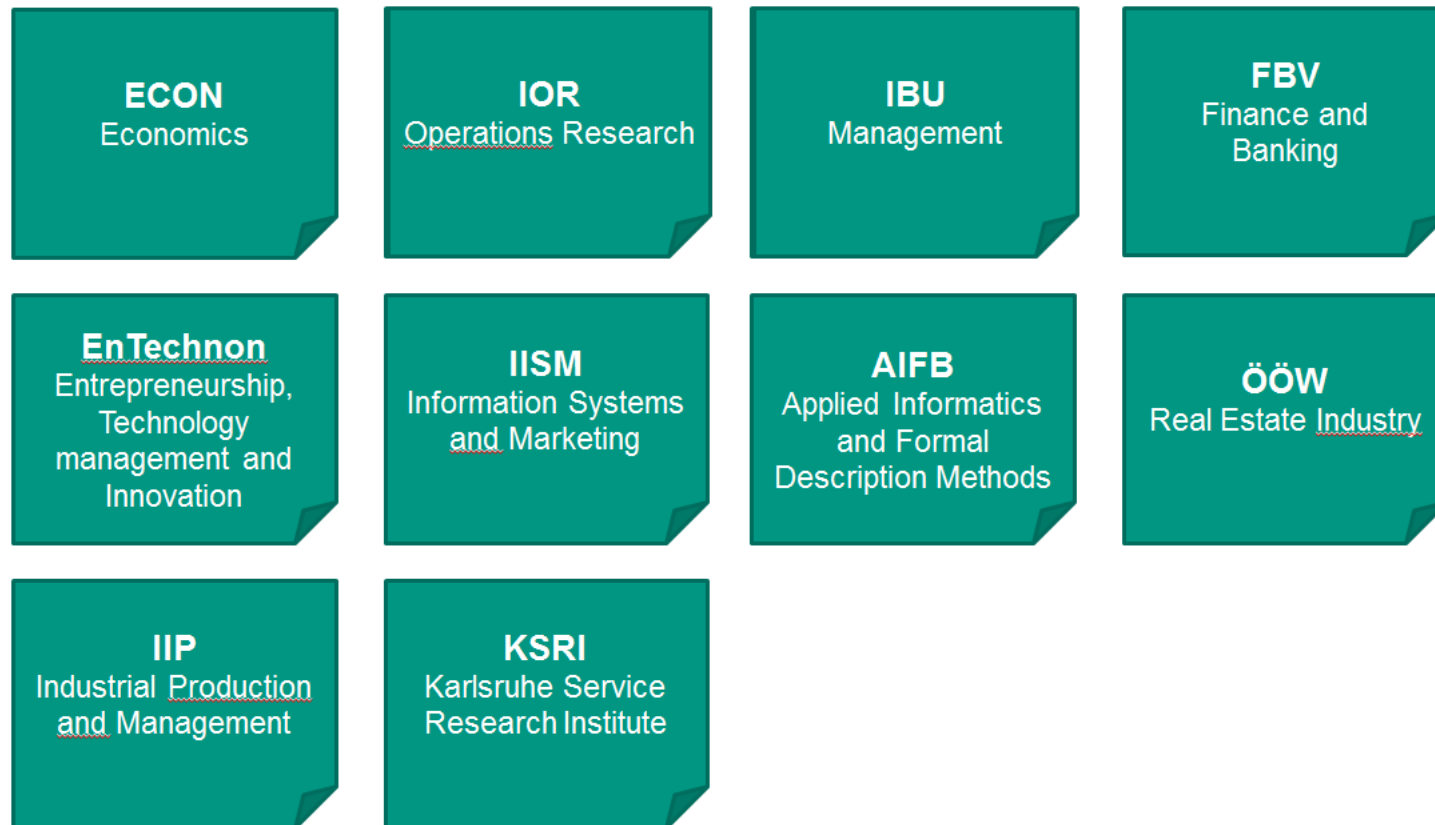 ECON
Economics
IOR
Operations Research
IBU
Management
FBV
Finance and
Banking
EnTechnon
Entrepreneurship,
Technology
management and
Innovation
IISM
Information Systems
and Marketing
AIFB
Applied Informatics
and Formal
Description Methods
ÖÖW
Real Estate Industry
IIP
Industrial Production
and Management
KSRI
Karlsruhe Service
Research Institute